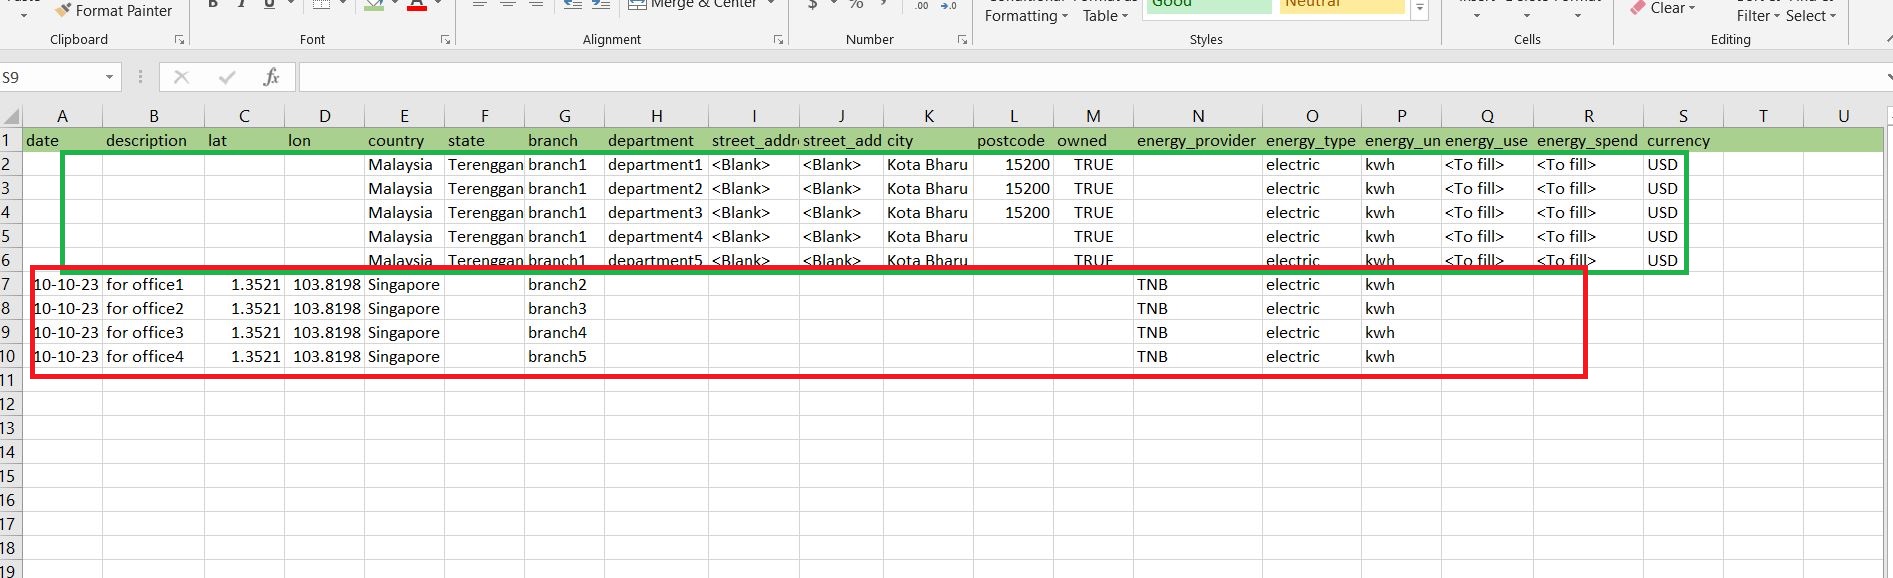 Format Painter
B I U
A
Merge & Center
$ % 9
.00 .0
Formatting Table
Good Neutral
Clear
Filter Select
Clipboard Font Alignment Number Styles Cells Editing
S9 fx
A B C D E F G H I J K L M N O P Q R S T U
1 date description lat lon country state branch department street_addr street_add city postcode owned energy_provider energy_type energy_un energy_use energy_spend currency
2 Malaysia Terenggan branch1 department1 <Blank> <Blank> Kota Bharu 15200 TRUE electric kwh <To fill> <To fill> USD
3 Malaysia Terenggan branch1 department2 <Blank> <Blank> Kota Bharu 15200 TRUE electric kwh <To fill> <To fill> USD
4 Malaysia Terenggan branch1 department3 <Blank> <Blank> Kota Bharu 15200 TRUE electric kwh <To fill> <To fill> USD
5 Malaysia Terenggan branch1 department4 <Blank> <Blank> Kota Bharu TRUE electric kwh <To fill> <To fill> USD
6 Malaysia Terenggan branch1 department5 <Blank> <Blank> Kota Bharu TRUE electric kwh <To fill> <To fill> USD
7 10-10-23 for office1 1.3521 103.8198 Singapore branch2 TNB electric kwh
8 10-10-23 for office2 1.3521 103.8198 Singapore branch3 TNB electric kwh
9 10-10-23 for office3 1.3521 103.8198 Singapore branch4 TNB electric kwh
10 10-10-23 for office4 1.3521 103.8198 Singapore branch5 TNB electric kwh
11
12
13
14
15
16
17
18
19